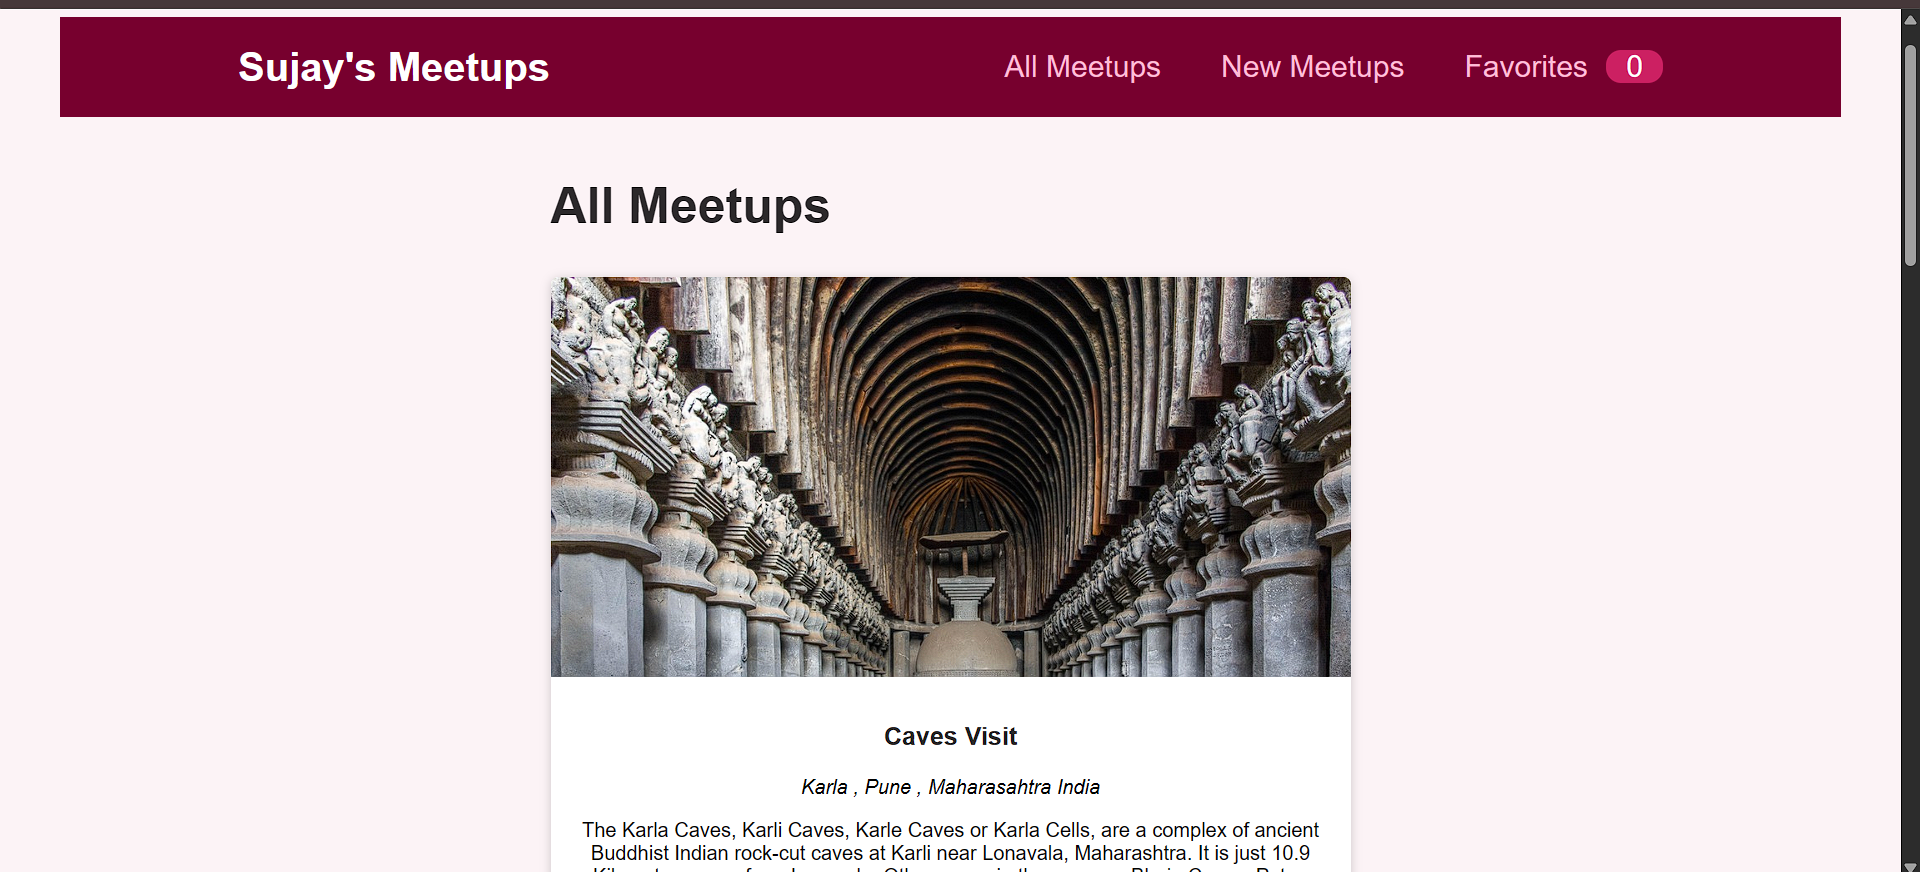 Sujay's Meetups
All Meetups
New Meetups
Favorites 0
All Meetups
Caves Visit
Karla , Pune , Maharasahtra India
The Karla Caves, Karli Caves, Karle Caves or Karla Cells, are a complex of ancient
Buddhist Indian rock-cut caves at Karli near Lonavala, Maharashtra. It is just 10.9